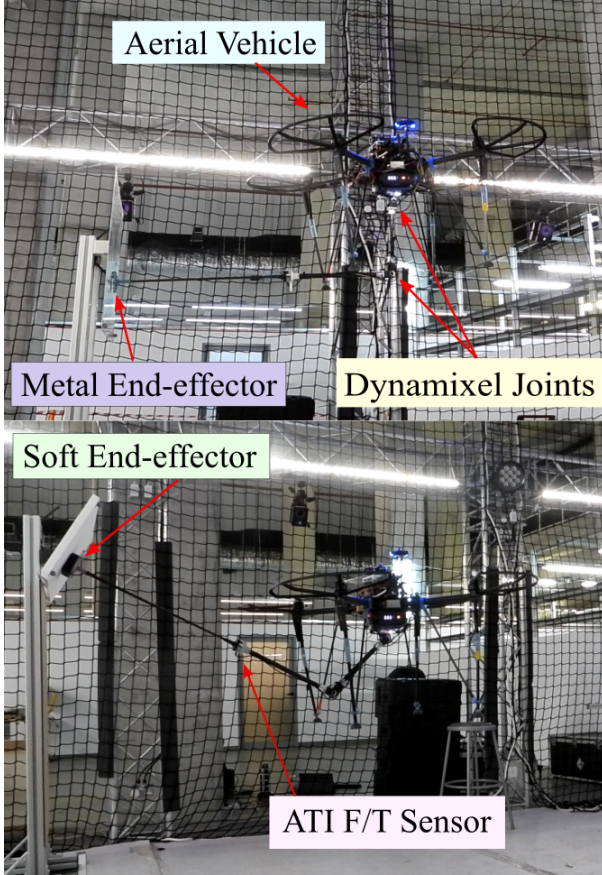 Aerial Vehicle
Metal End-effector
Dynamixel Joints
Soft End-effector
ATI F/T Sensor